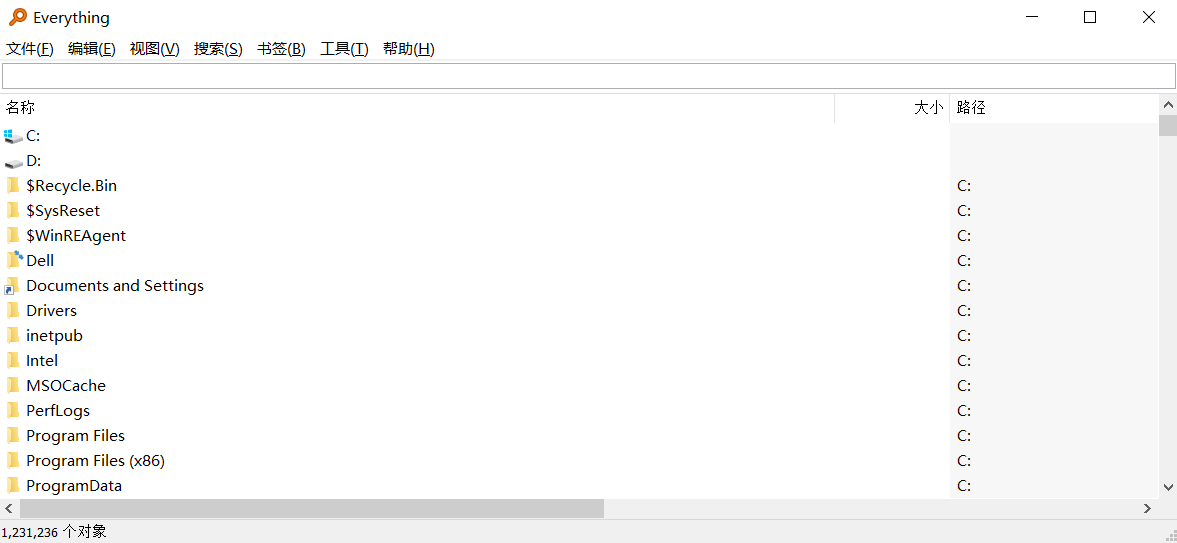 Everything
文件(F) 编辑(E) 视图(V) 搜索(S) 书签(B) 工具(T) 帮助(H)
名称 大小 路径
C:
D:
$Recycle.Bin C:
$SysReset C:
$WinREAgent C:
Dell C:
Documents and Settings C:
Drivers C:
inetpub C:
Intel C:
MSOCache C:
PerfLogs C:
Program Files C:
Program Files (x86) C:
ProgramData C:
1,231,236 个对象